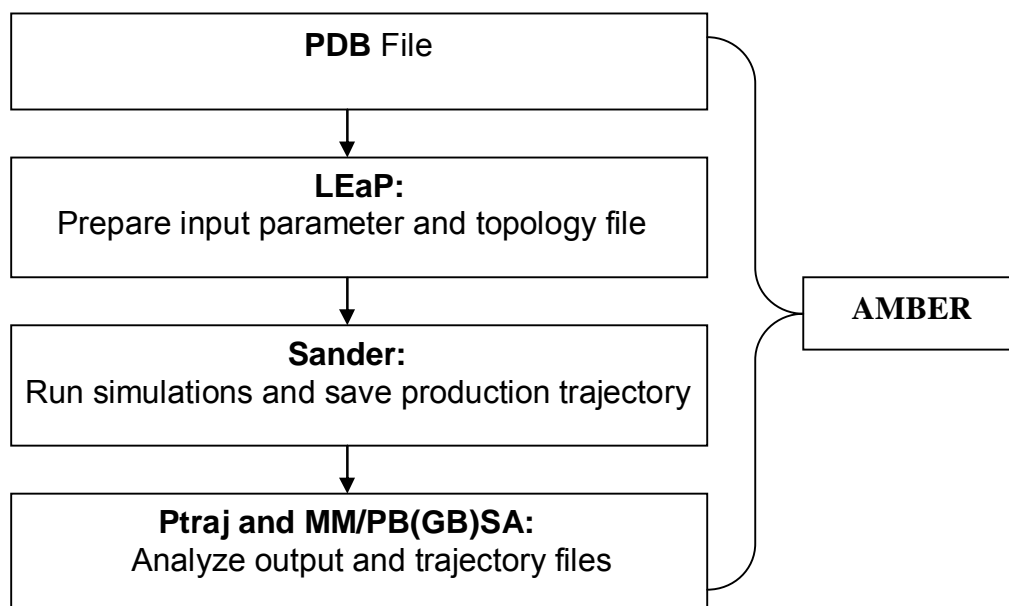 PDB File
LEaP:
Prepare input parameter and topology file
Sander:
Run simulations and save production trajectory
Ptraj and MM/PB(GB)SA:
Analyze output and trajectory files
AMBER